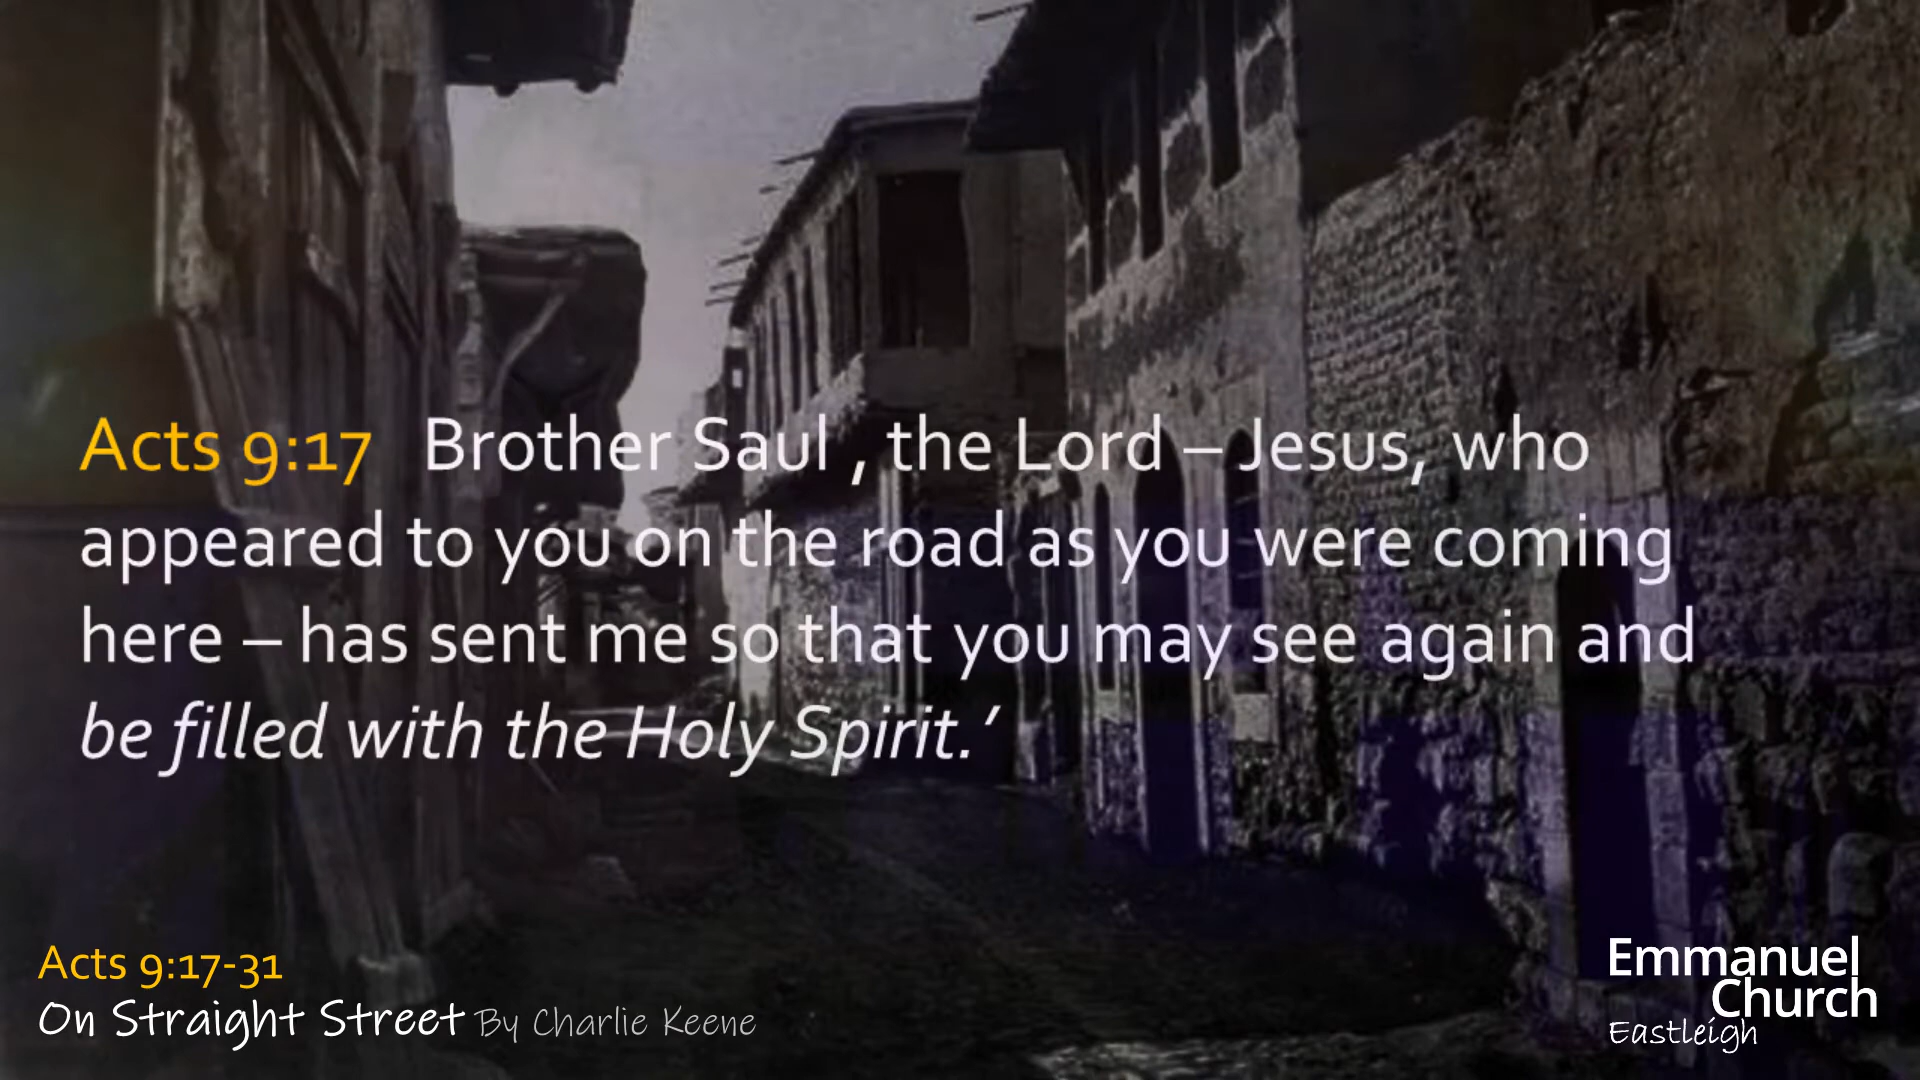 Acts 9:17 Brother Saul , the Lord – Jesus, who
appeared to you on the road as you were coming
here – has sent me so that you may see again and
be filled with the Holy Spirit.’
Acts 9:17-31
On Straight Street By Charlie Keene
Emmanuel
Church
Eastleigh